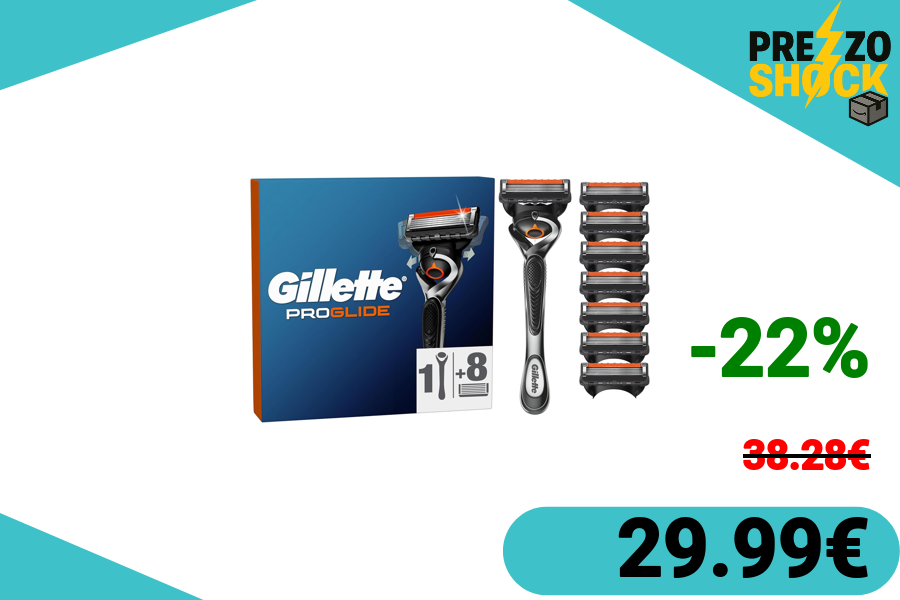 PREZZO
SHOCK
Gillette®
PROGLIDE
1 +8
Gillette
-22%
38.28€
29.99€